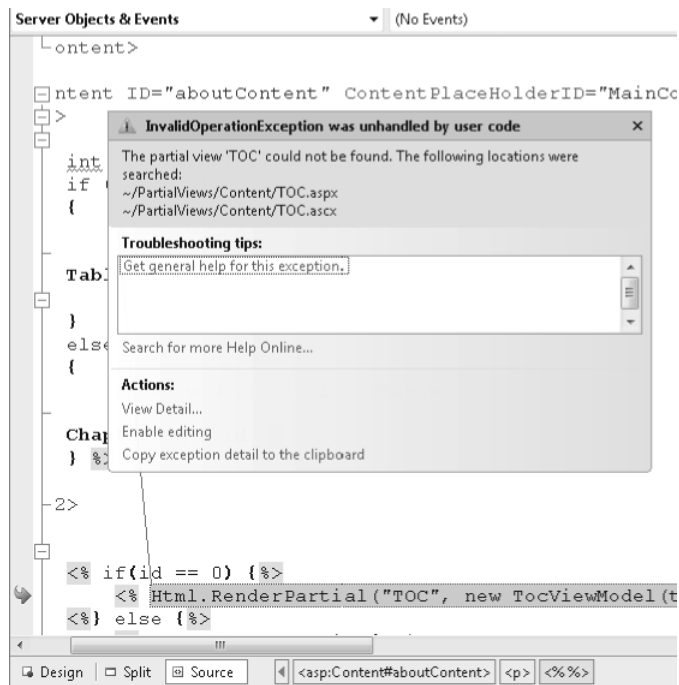 Server Objects & Events (No Events)
ontent>
ntent ID="aboutContent" ContentPlaceHolderID="MainCo
>
InvalidOperationException was unhandled by user code
The partial view 'TOC' could not be found. The following locations were
searched:
~/PartialViews/Content/TOC.aspx
~/PartialViews/Content/TOC.ascx
int
if
{
Troubleshooting tips:
Get general help for this exception.
Tabl
}
else
Search for more Help Online...
{
Actions:
View Detail...
Enable editing
Chap
Copy exception detail to the clipboard
} %>
2>
<% if(id == 0) {%>
<% Html.RenderPartial("TOC", new TocViewModel(t
<%} else {%>
Design Split Source <asp:Content#aboutContent> <p> <%%>